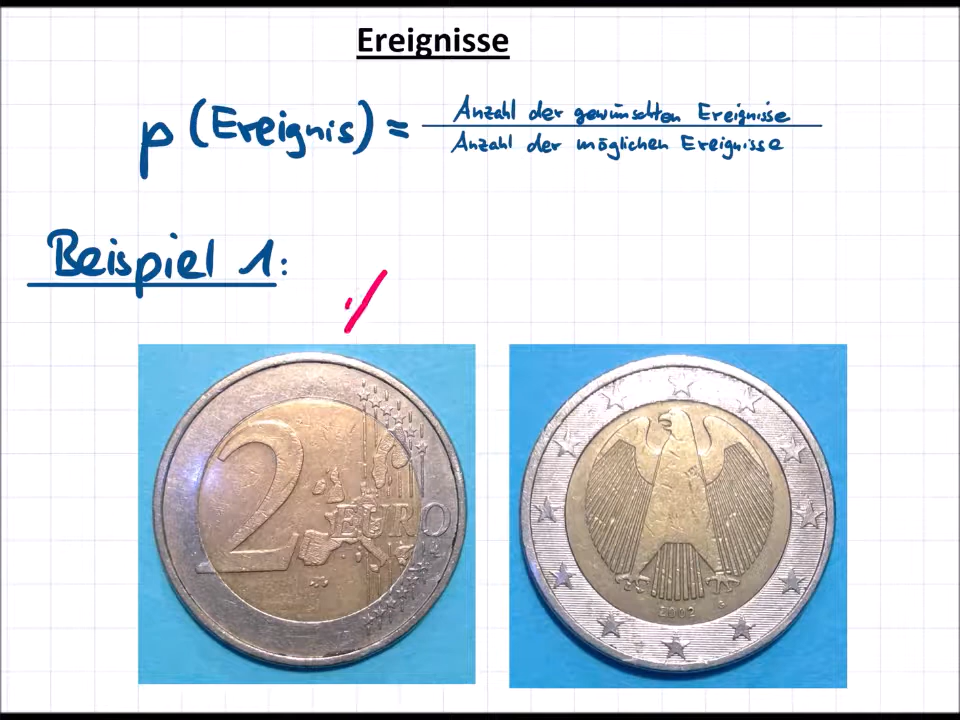 Ereignisse
p (Ereignis) = Anzahl der gewünschten Ereignisse
Anzahl der möglichen Ereignisse
Beispiel 1:
2 EURO
2002 G